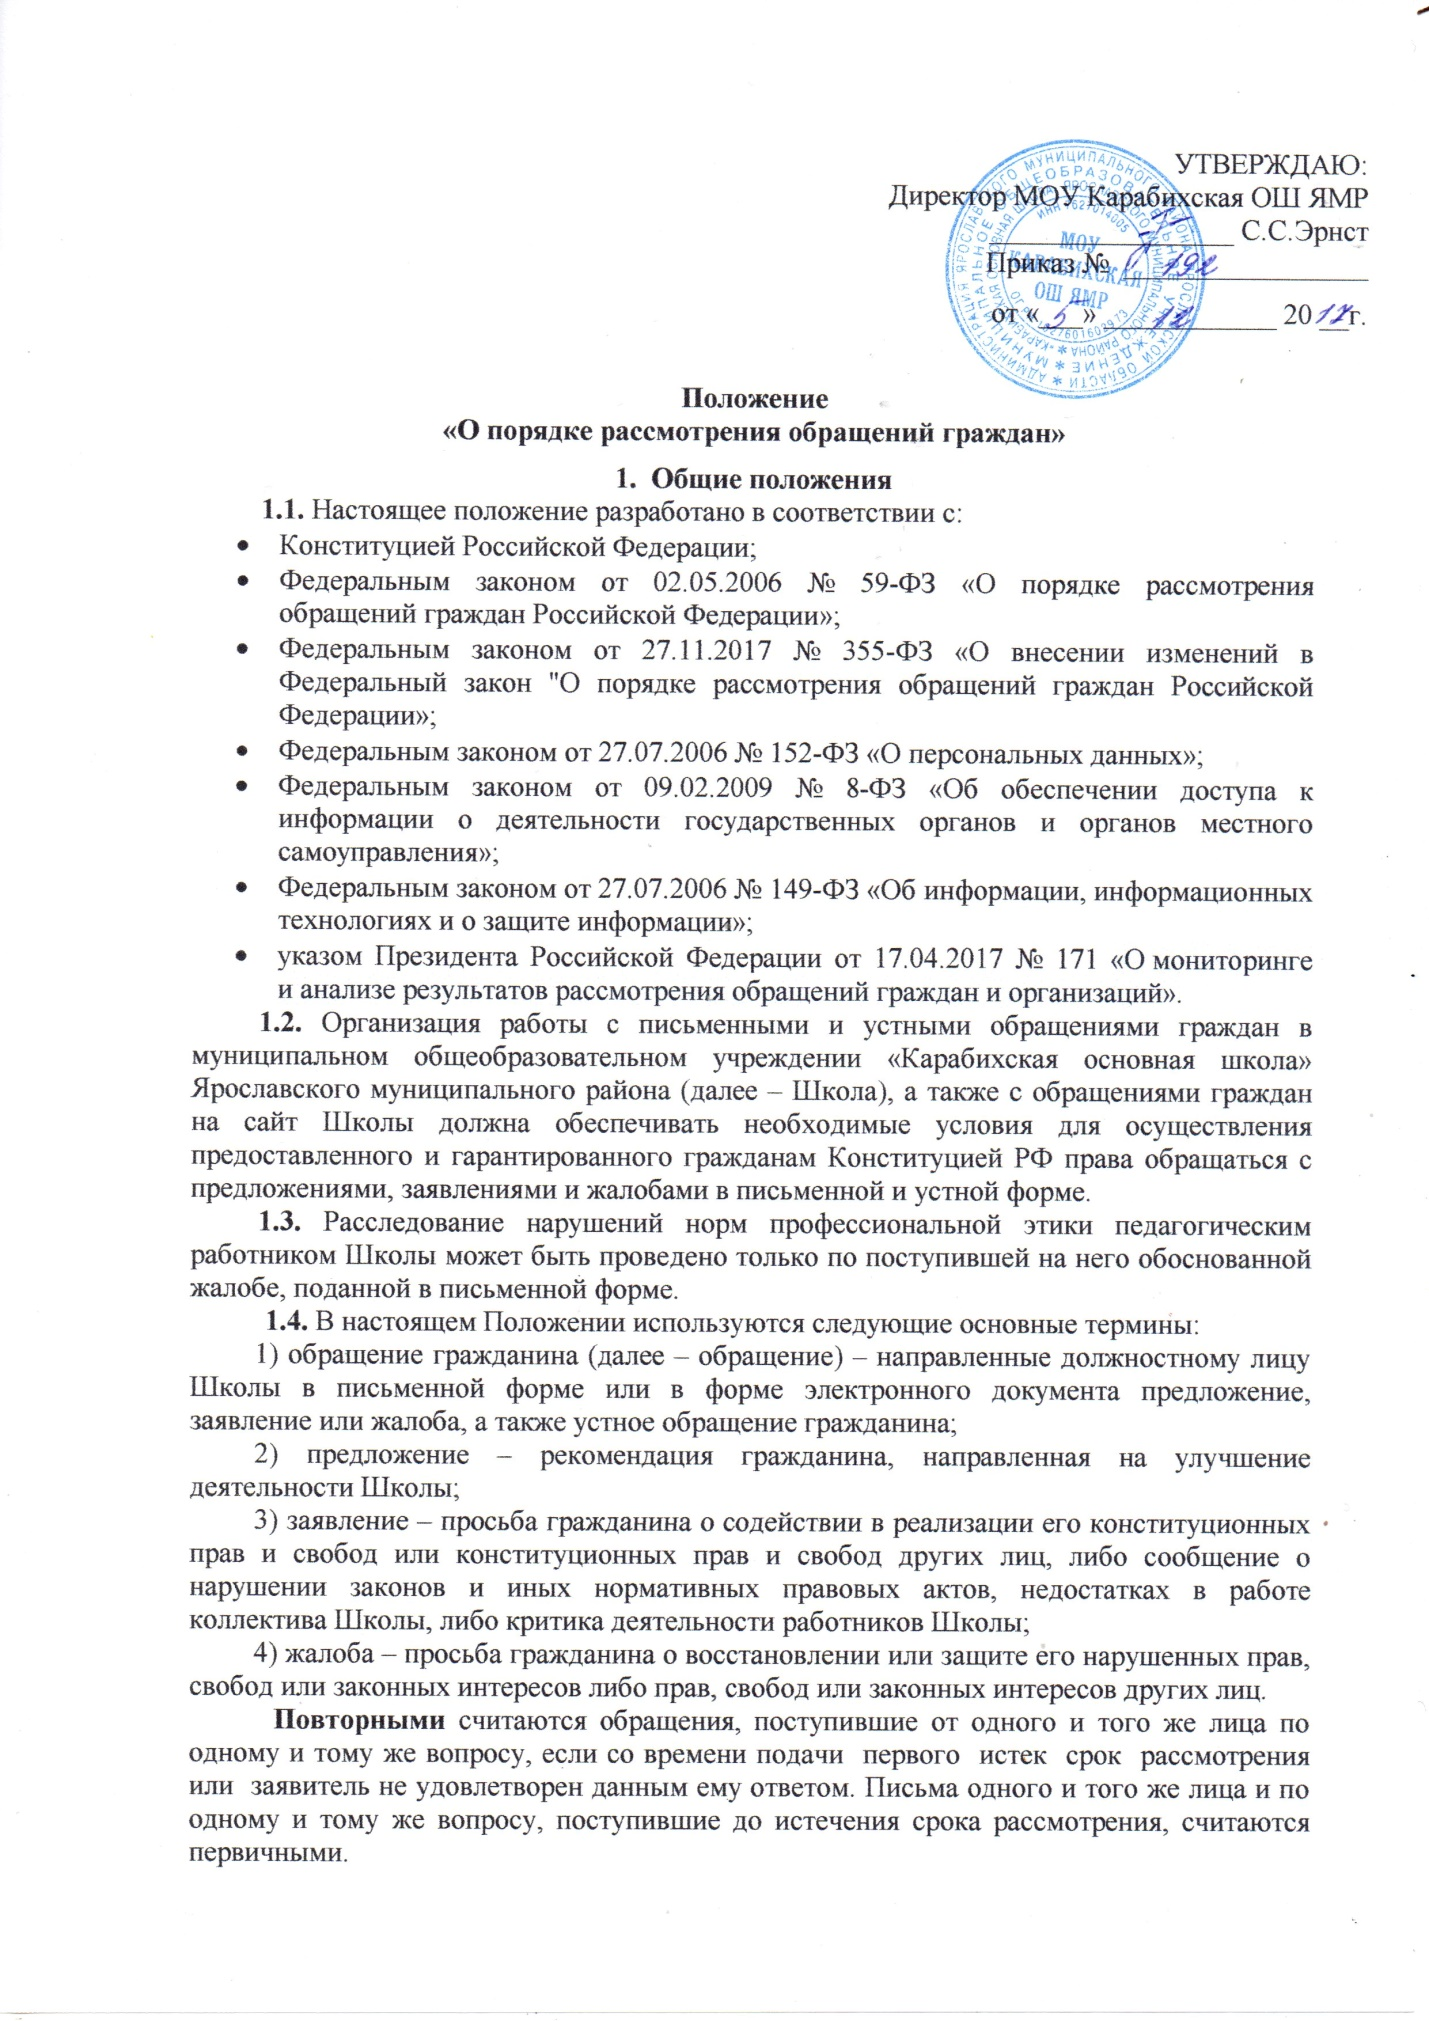 УТВЕРЖДАЮ:
Директор МОУ Карабихская ОШ ЯМР
С.С.Эрнст
Приказ № 192
от « 5 » 12 20 17 г.
МОУ
КАРАБИХСКАЯ
ОШ ЯМР
Положение
«О порядке рассмотрения обращений граждан»
1. Общие положения
1.1. Настоящее положение разработано в соответствии с:
• Конституцией Российской Федерации;
• Федеральным законом от 02.05.2006 № 59-ФЗ «О порядке рассмотрения
обращений граждан Российской Федерации»;
• Федеральным законом от 27.11.2017 № 355-ФЗ «О внесении изменений в
Федеральный закон "О порядке рассмотрения обращений граждан Российской
Федерации»;
• Федеральным законом от 27.07.2006 № 152-ФЗ «О персональных данных»;
• Федеральным законом от 09.02.2009 № 8-ФЗ «Об обеспечении доступа к
информации о деятельности государственных органов и органов местного
самоуправления»;
• Федеральным законом от 27.07.2006 № 149-ФЗ «Об информации, информационных
технологиях и о защите информации»;
• указом Президента Российской Федерации от 17.04.2017 № 171 «О мониторинге
и анализе результатов рассмотрения обращений граждан и организаций».
1.2. Организация работы с письменными и устными обращениями граждан в
муниципальном общеобразовательном учреждении «Карабихская основная школа»
Ярославского муниципального района (далее – Школа), а также с обращениями граждан
на сайт Школы должна обеспечивать необходимые условия для осуществления
предоставленного и гарантированного гражданам Конституцией РФ права обращаться с
предложениями, заявлениями и жалобами в письменной и устной форме.
1.3. Расследование нарушений норм профессиональной этики педагогическим
работником Школы может быть проведено только по поступившей на него обоснованной
жалобе, поданной в письменной форме.
1.4. В настоящем Положении используются следующие основные термины:
1) обращение гражданина (далее – обращение) – направленные должностному лицу
Школы в письменной форме или в форме электронного документа предложение,
заявление или жалоба, а также устное обращение гражданина;
2) предложение – рекомендация гражданина, направленная на улучшение
деятельности Школы;
3) заявление – просьба гражданина о содействии в реализации его конституционных
прав и свобод или конституционных прав и свобод других лиц, либо сообщение о
нарушении законов и иных нормативных правовых актов, недостатках в работе
коллектива Школы, либо критика деятельности работников Школы;
4) жалоба – просьба гражданина о восстановлении или защите его нарушенных прав,
свобод или законных интересов либо прав, свобод или законных интересов других лиц.
Повторными считаются обращения, поступившие от одного и того же лица по
одному и тому же вопросу, если со времени подачи первого истек срок рассмотрения
или заявитель не удовлетворен данным ему ответом. Письма одного и того же лица и по
одному и тому же вопросу, поступившие до истечения срока рассмотрения, считаются
первичными.